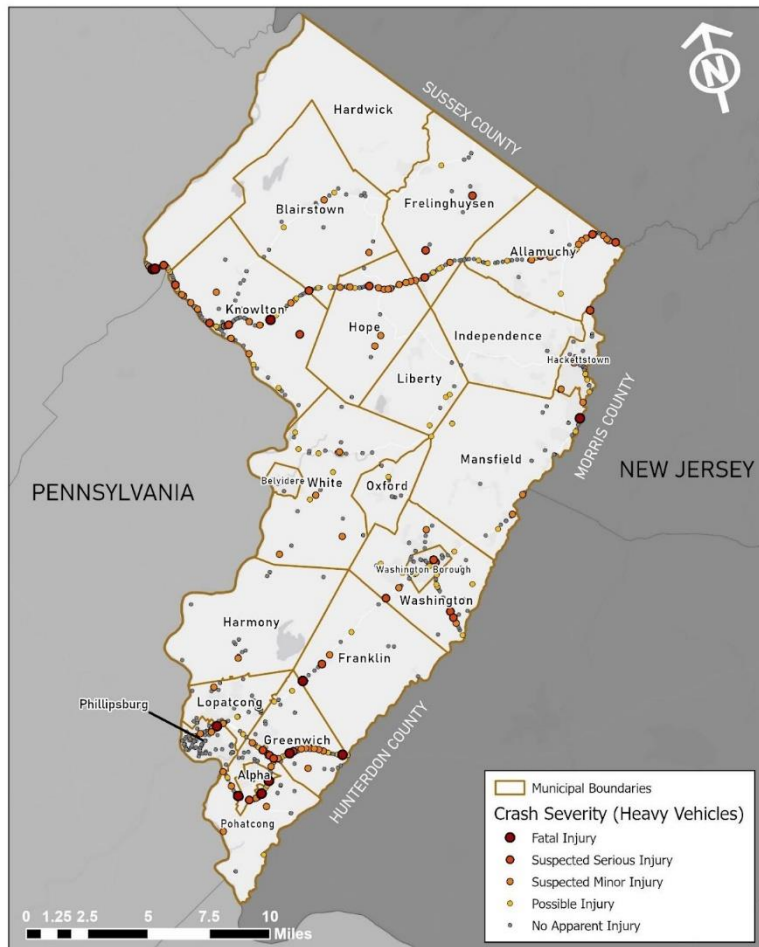 N
SUSSEX COUNTY
Hardwick
Blairstown
Frelinghuysen
Allamuchy
Knowlton
Hope
Independence
Hackettstown
Liberty
MORRIS COUNTY
Mansfield
NEW JERSEY
PENNSYLVANIA
Belvidere
White
Oxford
Washington Borough
Washington
Harmony
Franklin
Phillipsburg
Lopatcong
Greenwich
Alpha
HUNTERDON COUNTY
Pohatcong
Municipal Boundaries
Crash Severity (Heavy Vehicles)
Fatal Injury
Suspected Serious Injury
Suspected Minor Injury
Possible Injury
No Apparent Injury
0 1.25 2.5 5 7.5 10
Miles